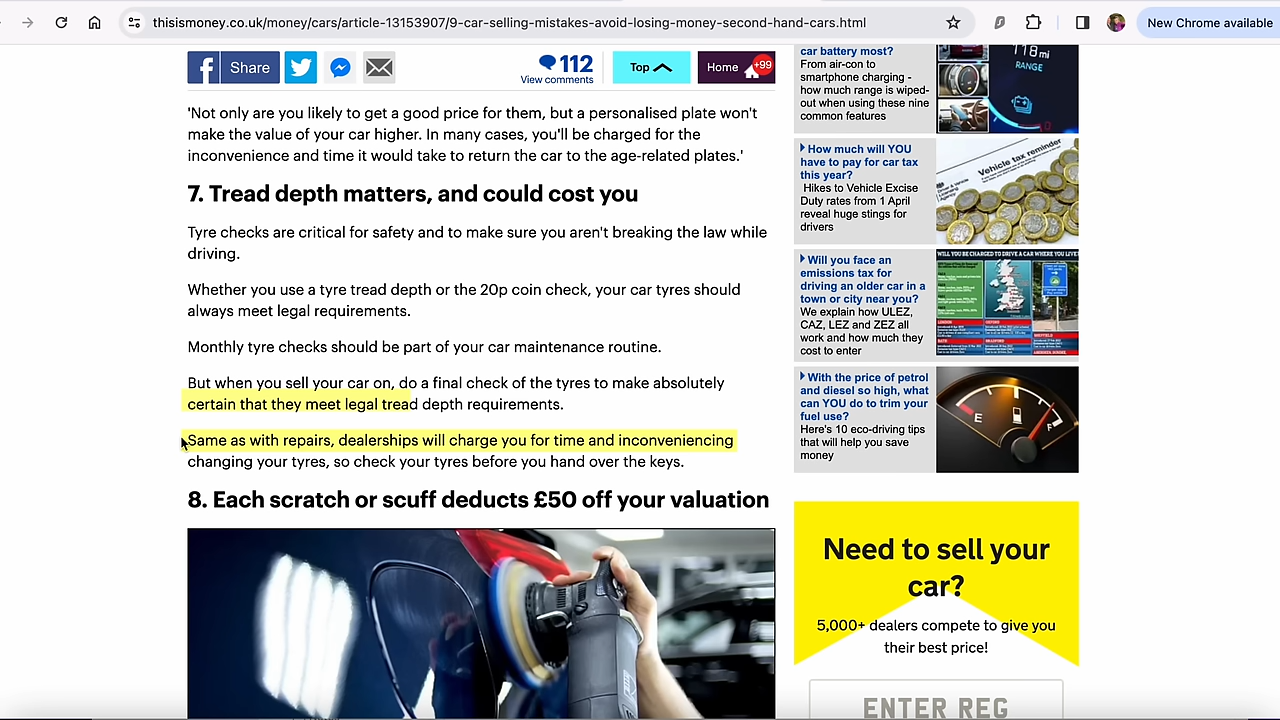 thisismoney.co.uk/money/cars/article-13153907/9-car-selling-mistakes-avoid-losing-money-second-hand-cars.html
New Chrome available
Share
112
View comments
Top
Home
+99
'Not only are you likely to get a good price for them, but a personalised plate won't
make the value of your car higher. In many cases, you'll be charged for the
inconvenience and time it would take to return the car to the age-related plates.'
7. Tread depth matters, and could cost you
Tyre checks are critical for safety and to make sure you aren't breaking the law while
driving.
Whether you use a tyre tread depth or the 20p coin check, your car tyres should
always meet legal requirements.
Monthly
be part of your car maintenance routine.
But when you sell your car on, do a final check of the tyres to make absolutely
certain that they meet legal tread depth requirements.
Same as with repairs, dealerships will charge you for time and inconveniencing
changing your tyres, so check your tyres before you hand over the keys.
8. Each scratch or scuff deducts £50 off your valuation
car battery most?
From air-con to
smartphone charging -
how much range is wiped-
out when using these nine
common features
118 mi
RANGE
How much will YOU
have to pay for car tax
this year?
Hikes to Vehicle Excise
Duty rates from 1 April
reveal huge stings for
drivers
Vehicle tax reminder
Will you face an
emissions tax for
driving an older car in a
town or city near you?
We explain how ULEZ,
CAZ, LEZ and ZEZ all
work and how much they
cost to enter
WILL YOU BE CHARGED TO DRIVE A CAR WHERE YOU LIVE?
With the price of petrol
and diesel so high, what
can YOU do to trim your
fuel use?
Here's 10 eco-driving tips
that will help you save
money
E
F
Need to sell your
car?
5,000+ dealers compete to give you
their best price!
ENTER REG